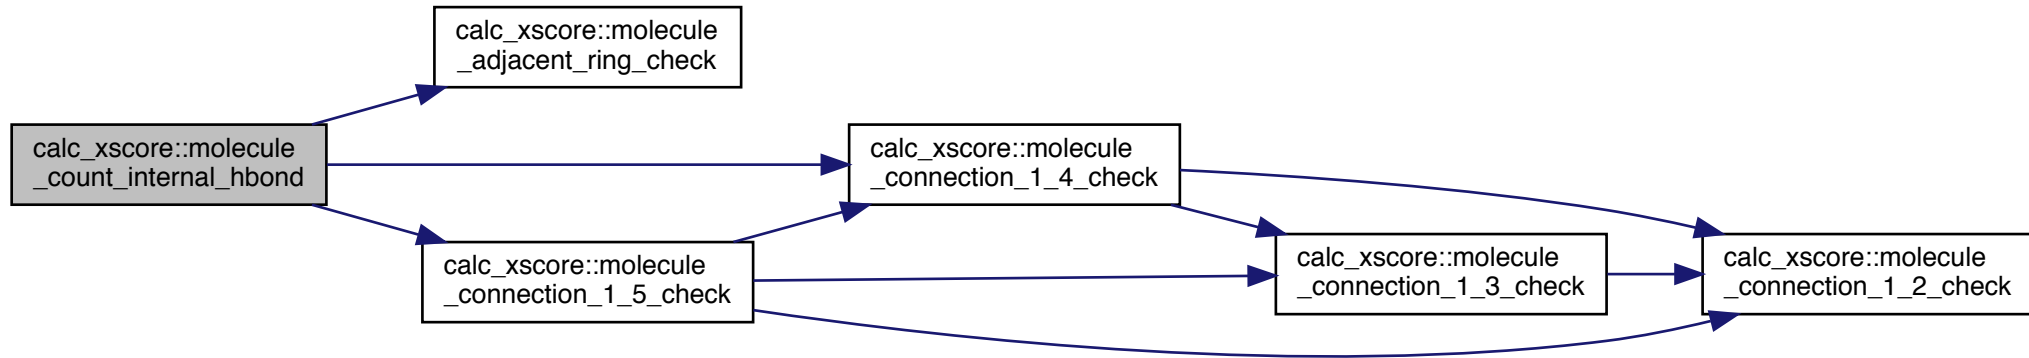 calc_xscore::molecule
_adjacent_ring_check
calc_xscore::molecule
_count_internal_hbond
calc_xscore::molecule
_connection_1_4_check
calc_xscore::molecule
_connection_1_5_check
calc_xscore::molecule
_connection_1_3_check
calc_xscore::molecule
_connection_1_2_check